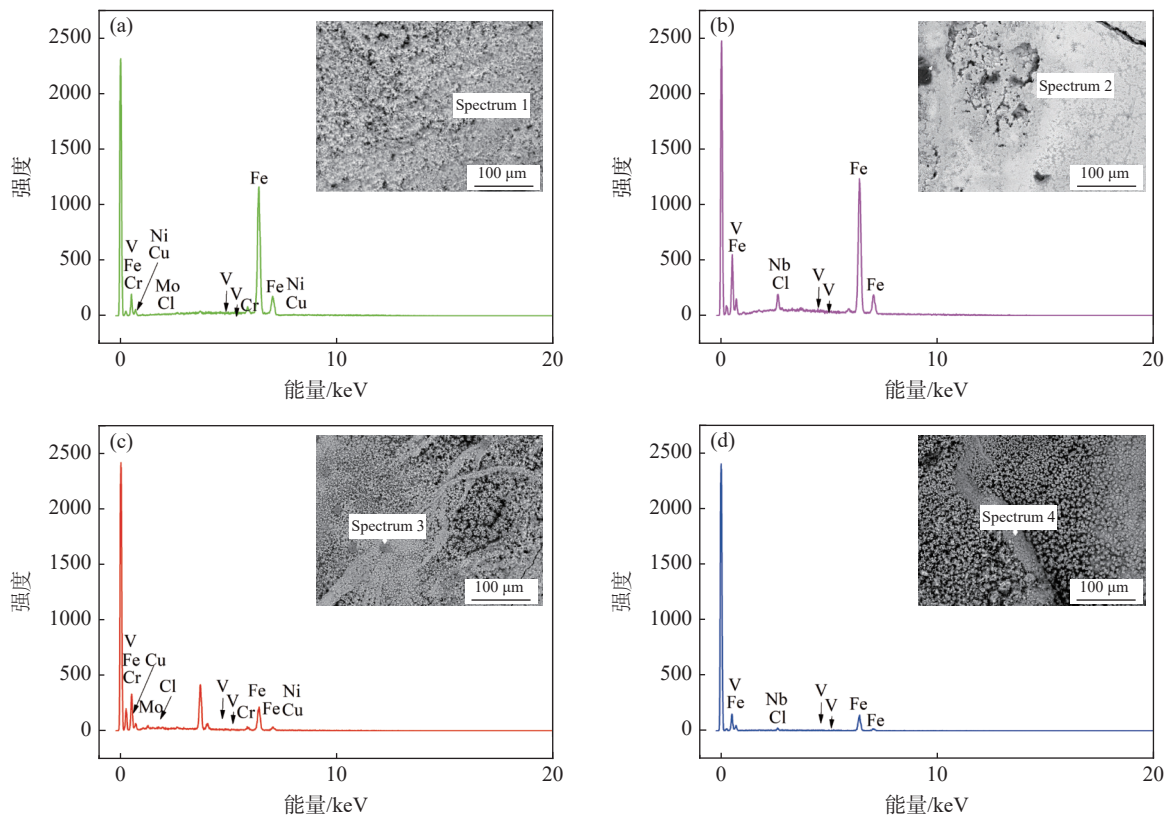 (a)
2500
2000
1500
1000
500
0
强度
Spectrum 1
100 μm
Fe
V
Fe
Cr
Ni
Cu
Mo
Cl
V
V
Cr
Fe
Ni
Cu
0
10
20
能量/keV
(b)
2500
2000
1500
1000
500
0
强度
Spectrum 2
100 μm
Fe
V
Fe
Nb
Cl
V
V
Fe
0
10
20
能量/keV
(c)
2500
2000
1500
1000
500
0
强度
Spectrum 3
100 μm
V
Fe Cu
Cr
Mo
Cl
V
V
Cr
Fe
Fe
Ni
Cu
0
10
20
能量/keV
(d)
2500
2000
1500
1000
500
0
强度
Spectrum 4
100 μm
V
Fe
Nb
Cl
V
V
Fe
Fe
0
10
20
能量/keV